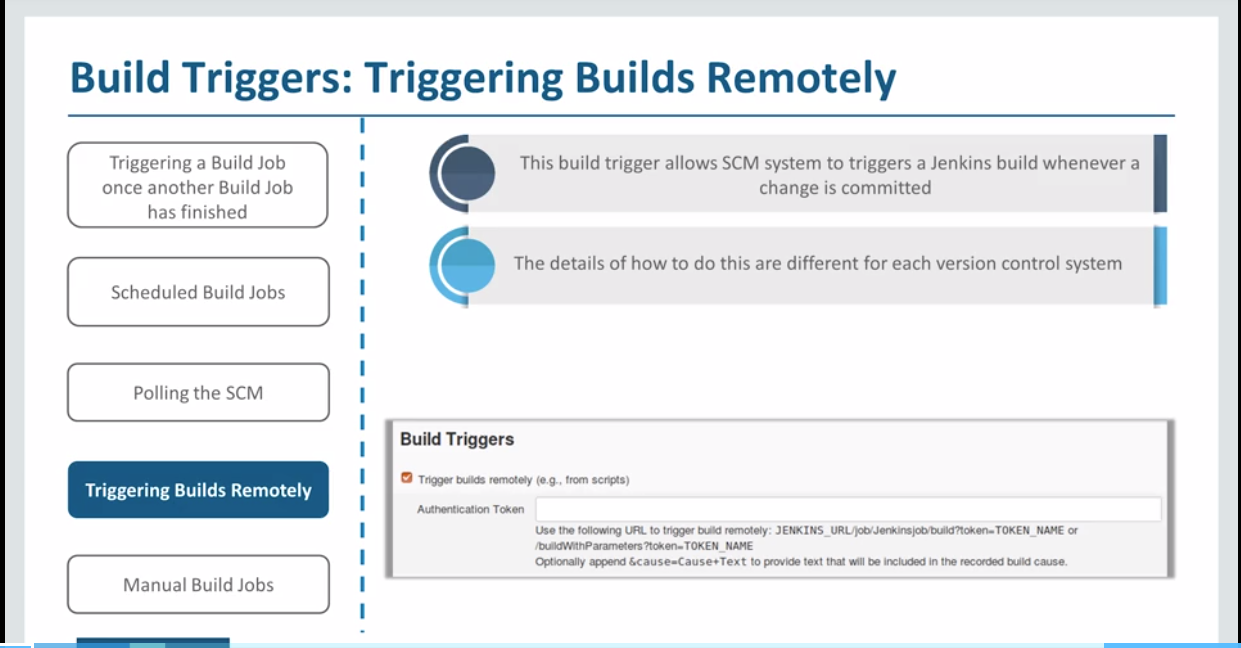 Build Triggers: Triggering Builds Remotely
Triggering a Build Job
once another Build Job
has finished
Scheduled Build Jobs
Polling the SCM
Triggering Builds Remotely
Manual Build Jobs
This build trigger allows SCM system to triggers a Jenkins build whenever a
change is committed
The details of how to do this are different for each version control system
Build Triggers
Trigger builds remotely (e.g., from scripts)
Authentication Token
Use the following URL to trigger build remotely: JENKINS_URL/job/Jenkinsjob/build?token=TOKEN_NAME or
/buildWithParameters?token=TOKEN_NAME
Optionally append &cause=Cause+Text to provide text that will be included in the recorded build cause.